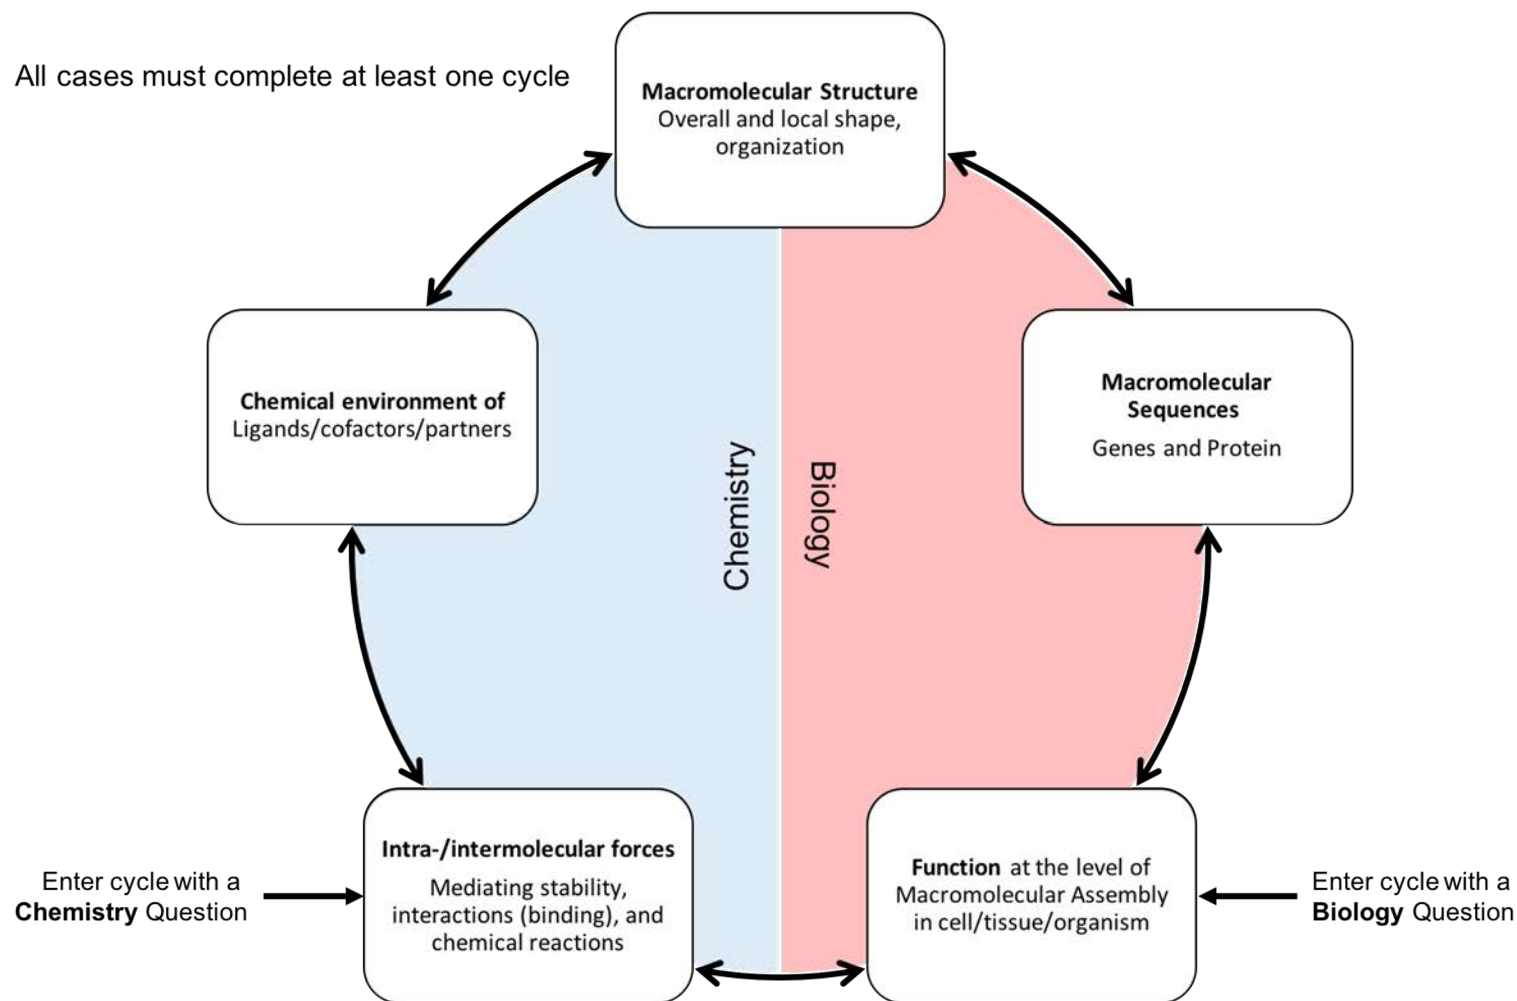 All cases must complete at least one cycle
Macromolecular Structure
Overall and local shape,
organization
Chemical environment of
Ligands/cofactors/partners
Macromolecular
Sequences
Genes and Protein
Chemistry
Biology
Intra-/intermolecular forces
Mediating stability,
interactions (binding), and
chemical reactions
Function at the level of
Macromolecular Assembly
in cell/tissue/organism
Enter cycle with a
Chemistry Question
Enter cycle with a
Biology Question